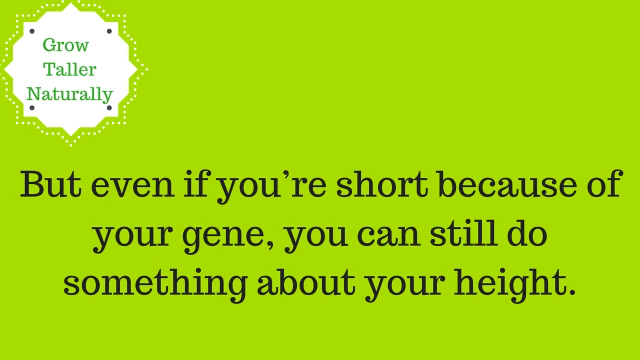 Grow
Taller
Naturally
But even if you’re short because of
your gene, you can still do
something about your height.